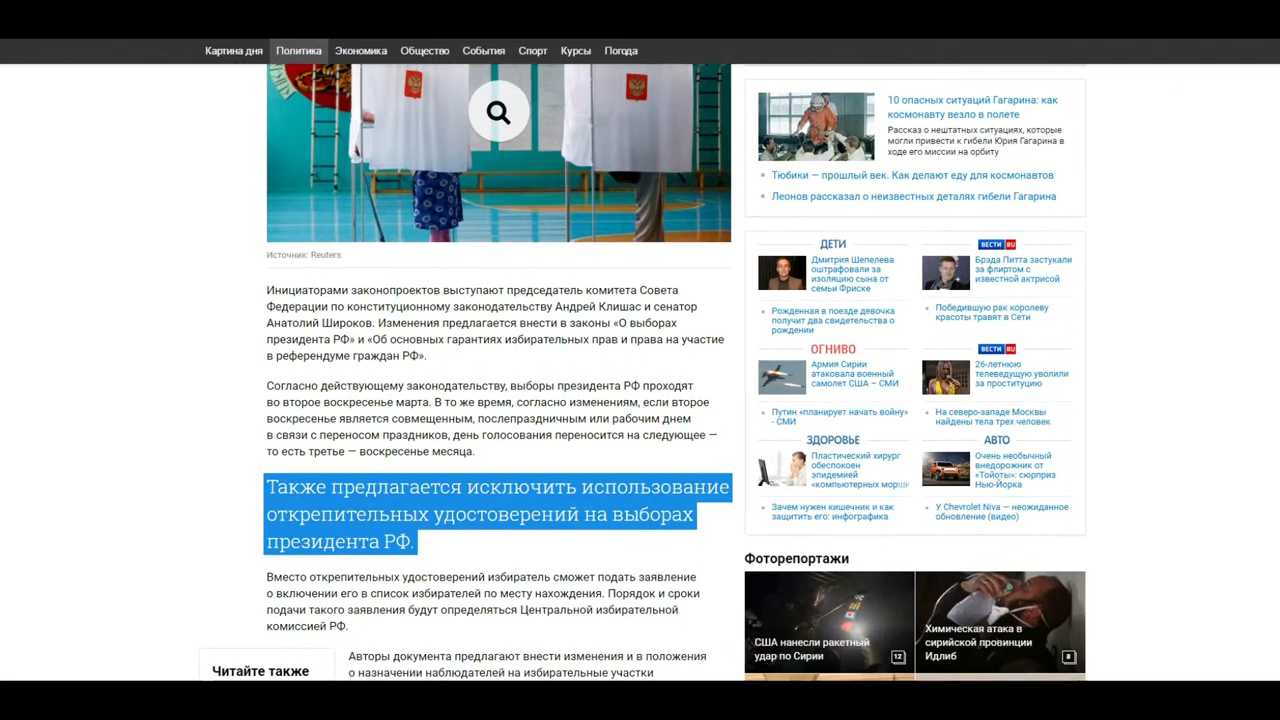 Картина дня Политика Экономика Общество События Спорт Курсы Погода
Источник: Reuters
Инициатором законопроектов выступают председатель комитета Совета
Федерации по конституционному законодательству Андрей Клишас и сенатор
Анатолий Широков. Изменения предлагается внести в законы «О выборах
президента РФ» и «Об основных гарантиях избирательных прав и права на участие
в референдуме граждан РФ».
Согласно действующему законодательству, выборы президента РФ проходят
во второе воскресенье марта. В то же время, согласно изменениям, если второе
воскресенье является совмещенным, послепраздничным или рабочим днем
в связи с переносом праздников, день голосования переносится на следующее —
то есть третье — воскресенье месяца.
Также предлагается исключить использование
открепительных удостоверений на выборах
президента РФ.
Вместо открепительных удостоверений избиратель сможет подать заявление
о включении его в список избирателей по месту нахождения. Порядок и сроки
подачи такого заявления будут определяться Центральной избирательной
комиссией РФ.
Читайте также
Авторы документа предлагают внести изменения и в положения
о назначении наблюдателей на избирательные участки
10 опасных ситуаций Гагарина: как
космонавту везло в полете
Рассказ о нештатных ситуациях, которые
могли привести к гибели Юрия Гагарина в
ходе его миссии на орбиту
Тюбики — прошлый век. Как делают еду для космонавтов
Леонов рассказал о неизвестных деталях гибели Гагарина
ДЕТИ
Дмитрия Шепелева
оштрафовали за
изоляцию сына от
семьи Фриске
Рожденная в поезде девочка
получит два свидетельства о
рождении
ВЕСТИ RU
Брэда Питта застукали
за флиртом с
известной актрисой
Победившую рак королеву
красоты травят в Сети
ОГНИВО
Армия Сирии
атаковала военный
самолет США – СМИ
Путин «планирует начать войну»
- СМИ
ВЕСТИ RU
26-летнюю
телеведущую уволили
за проституцию
На северо-западе Москвы
найдены тела трех человек
ЗДОРОВЬЕ
Пластический хирург
обеспокоен
эпидемией
«компьютерных морщи
Зачем нужен кишечник и как
защитить его: инфографика
АВТО
Очень необычный
внедорожник от
«Тойоты»: сюрприз
Нью-Йорка
У Chevrolet Niva — неожиданное
обновление (видео)
Фоторепортажи
США нанесли ракетный
удар по Сирии
12
Химическая атака в
сирийской провинции
Идлиб
8